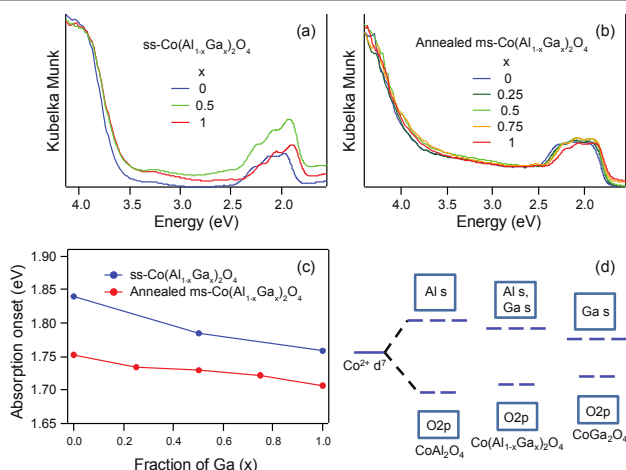 (a)
ss-Co(Al1-xGax)2O4
x
0
0.5
1
Kubelka Munk
4.0 3.5 3.0 2.5 2.0
Energy (eV)
(b)
Annealed ms-Co(Al1-xGax)2O4
x
0
0.25
0.5
0.75
1
Kubelka Munk
4.0 3.5 3.0 2.5 2.0
Energy (eV)
(c)
ss-Co(Al1-xGax)2O4
Annealed ms-Co(Al1-xGax)2O4
Absorption onset (eV)
1.90
1.85
1.80
1.75
1.70
1.65
0.0 0.2 0.4 0.6 0.8 1.0
Fraction of Ga (x)
(d)
Al s
Al s,
Ga s
Ga s
Co2+ d7
O2p
O2p
O2p
CoAl2O4
Co(Al1-xGax)2O4
CoGa2O4